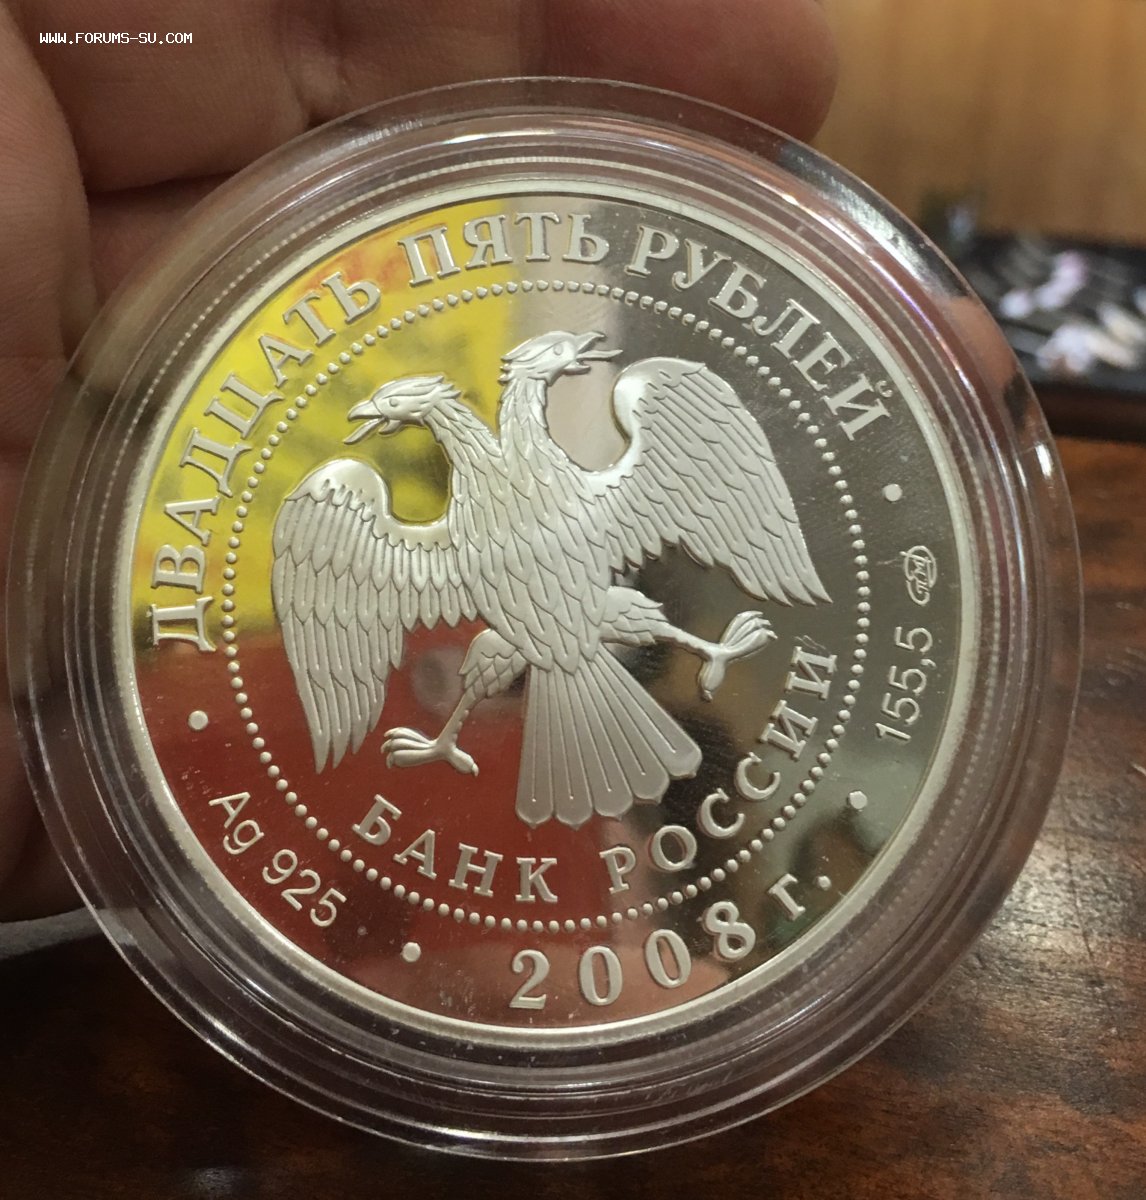 WWW.FORUMS-SU.COM
ДВАДЦАТЬ ПЯТЬ РУБЛЕЙ
БАНК РОССИИ
Ag 925
2008 г.
155,5